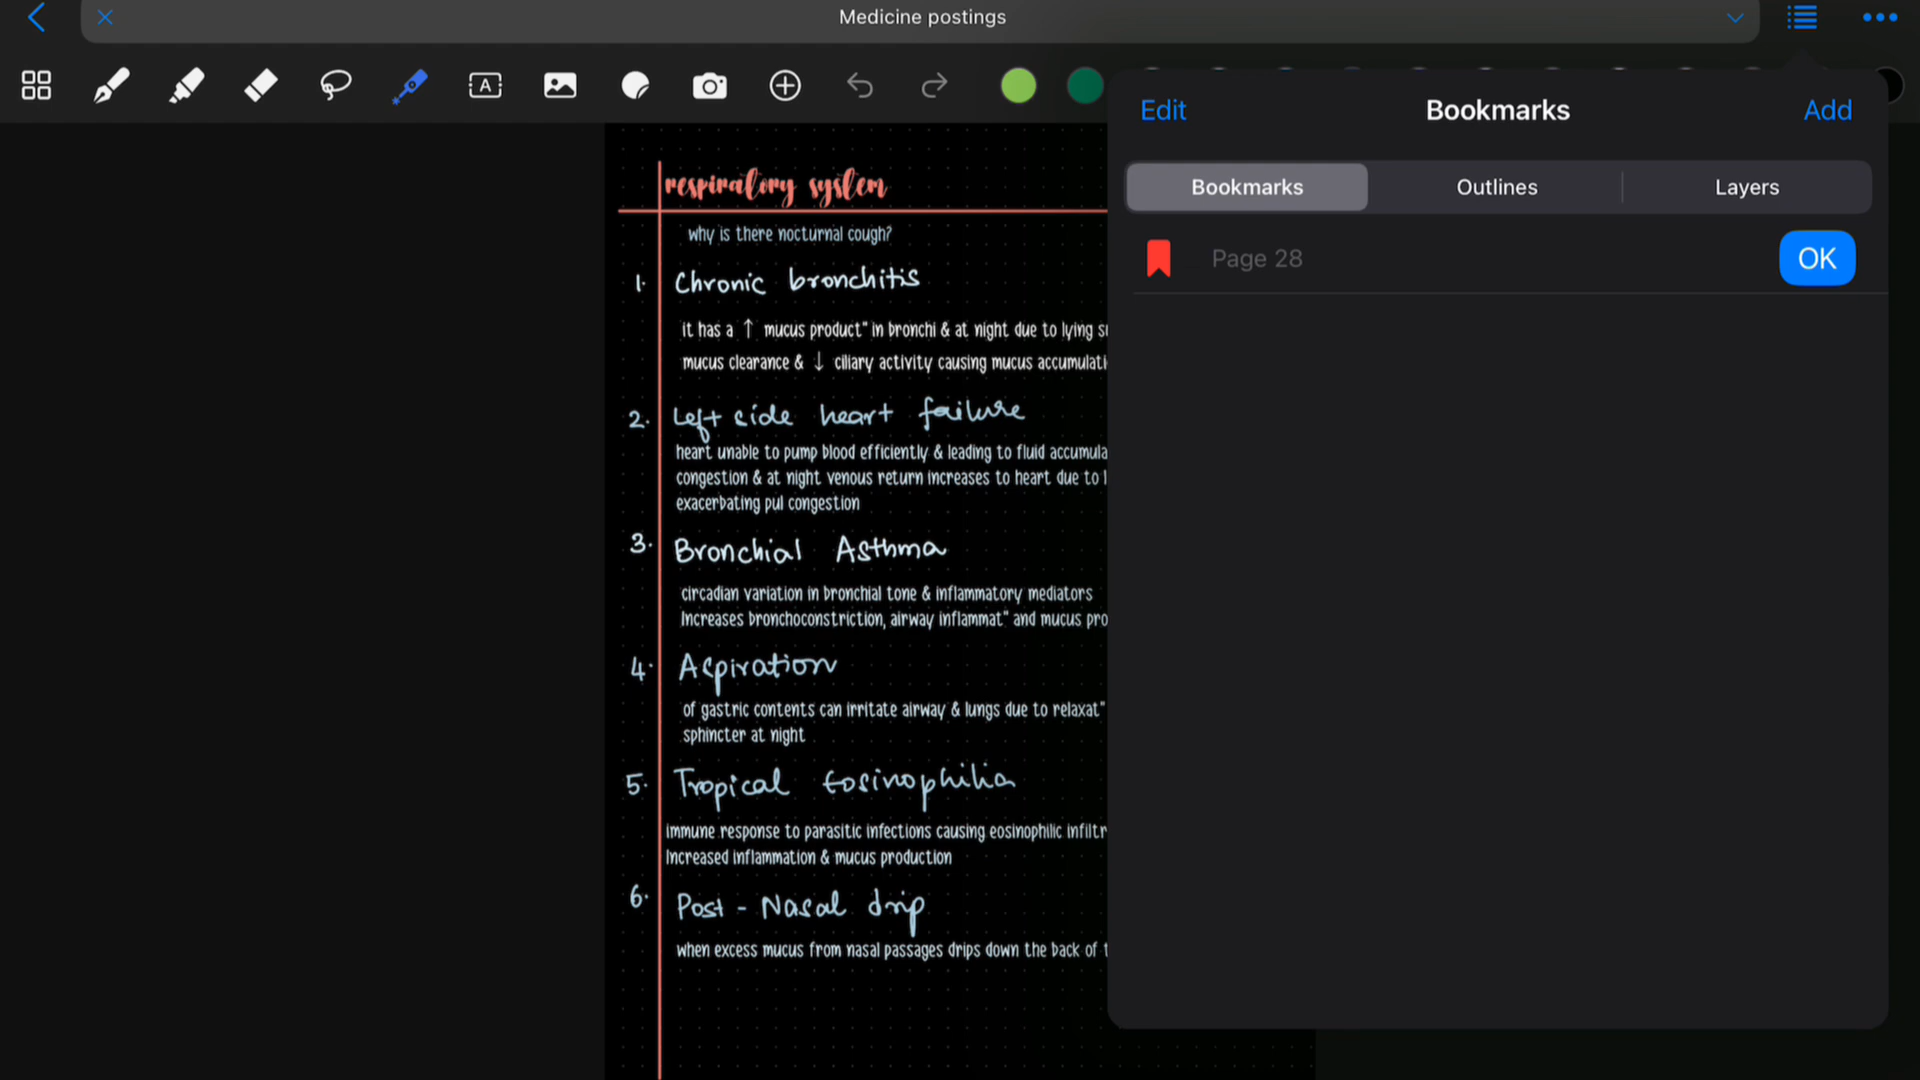 Medicine postings
A
Edit
Bookmarks
Add
Bookmarks
Outlines
Layers
Page 28
OK
respiratory system
why is there nocturnal cough?
1. Chronic bronchitis
it has a ↑ mucus product" in bronchi & at night due to lying
mucus clearance & ↓ ciliary activity causing mucus accumulati
2. Left side heart failure
heart unable to pump blood efficiently & leading to fluid accumula
congestion & at night venous return increases to heart due to l
exacerbating pul congestion
3. Bronchial Asthma
circadian variation in bronchial tone & inflammatory mediators
Increases bronchoconstriction, airway inflammat" and mucus pro
4. Aspiration
of gastric contents can irritate airway & lungs due to relaxat"
sphincter at night
5. Tropical Eosinophilia
immune response to parasitic infections causing eosinophilic infiltr
Increased inflammation & mucus production
6. Post - Nasal drip
when excess mucus from nasal passages drips down the back of t